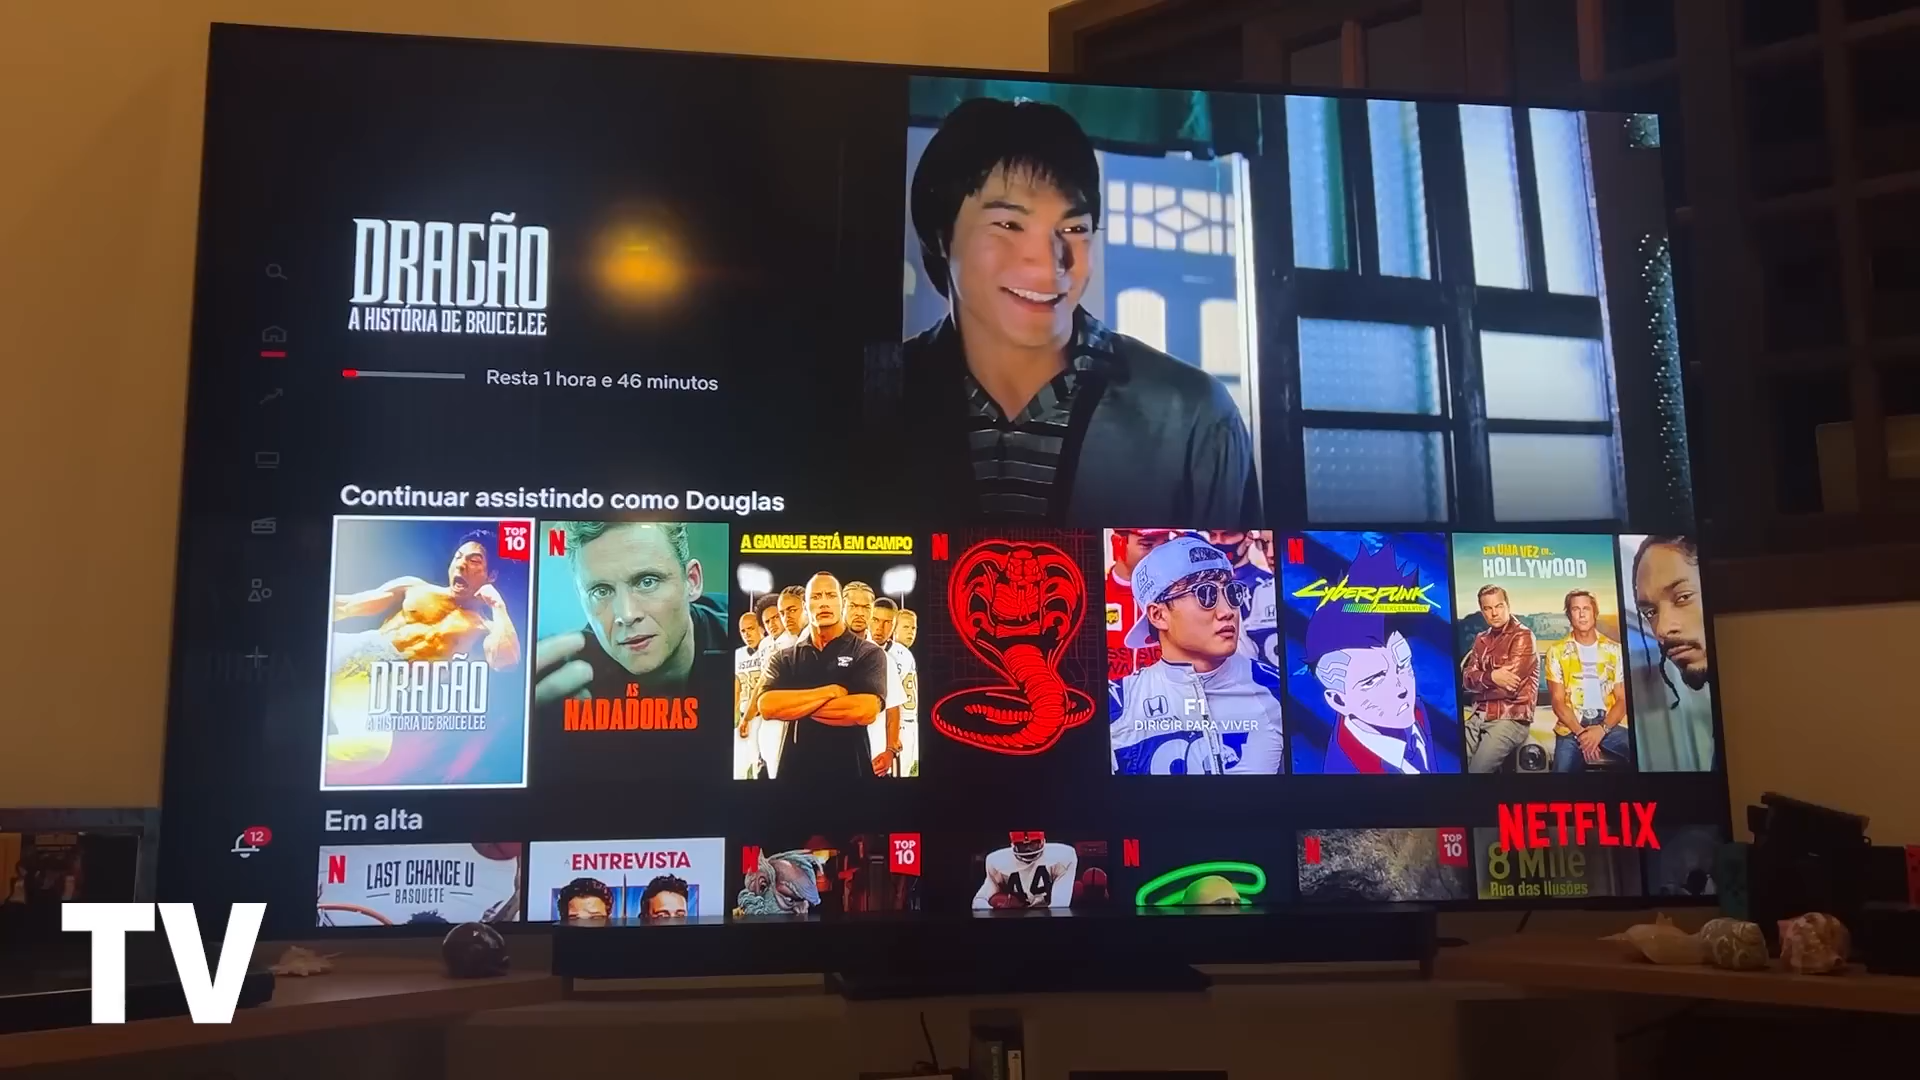 DRAGÃO
A HISTÓRIA DE BRUCE LEE
Resta 1 hora e 46 minutos
Continuar assistindo como Douglas
TOP
10
DRAGÃO
A HISTÓRIA DE BRUCE LEE
N
AS
NADADORAS
A GANGUE ESTÁ EM CAMPO
N
F1
DIRIGIR PARA VIVER
N
CYBERPUNK
ERA UMA VEZ EM...
HOLLYWOOD
Em alta
12
N
LAST CHANCE U
BASQUETE
A ENTREVISTA
N
TOP
10
44
N
N
TOP
10
NETFLIX
8 Mile
Rua das Ilusões
TV